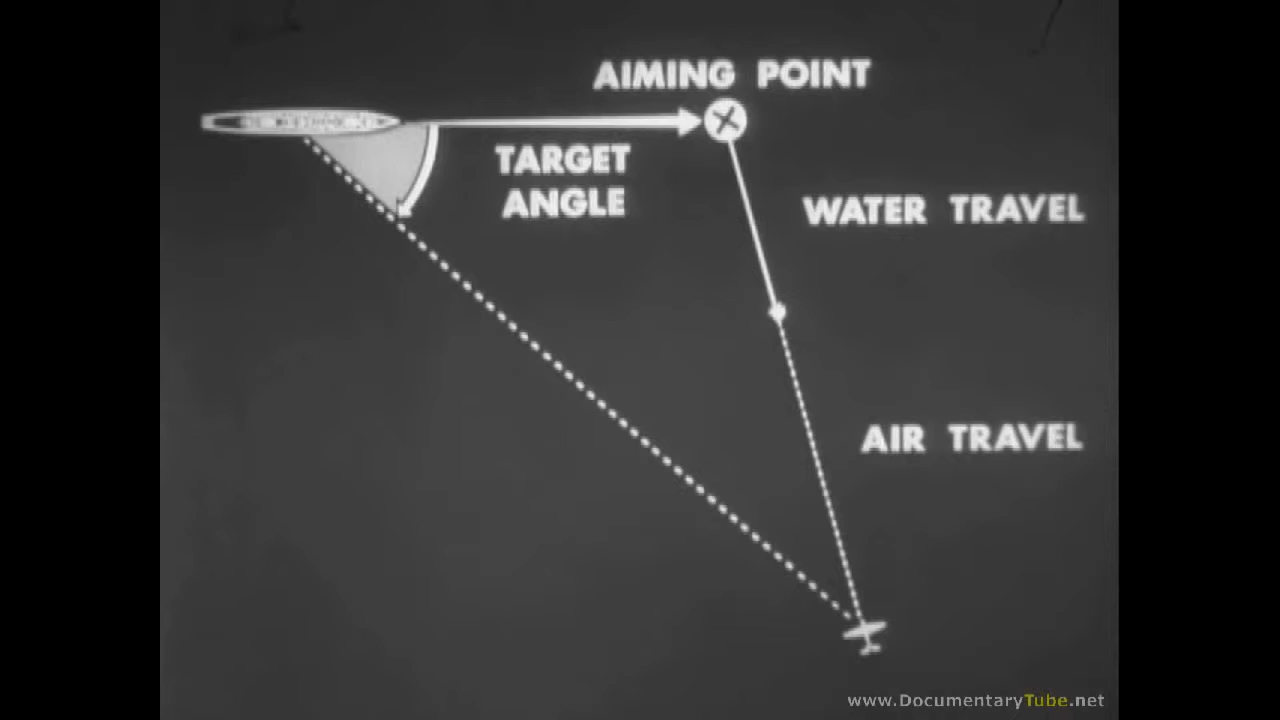 AIMING POINT
TARGET
ANGLE
WATER TRAVEL
AIR TRAVEL
www.DocumentaryTube.net